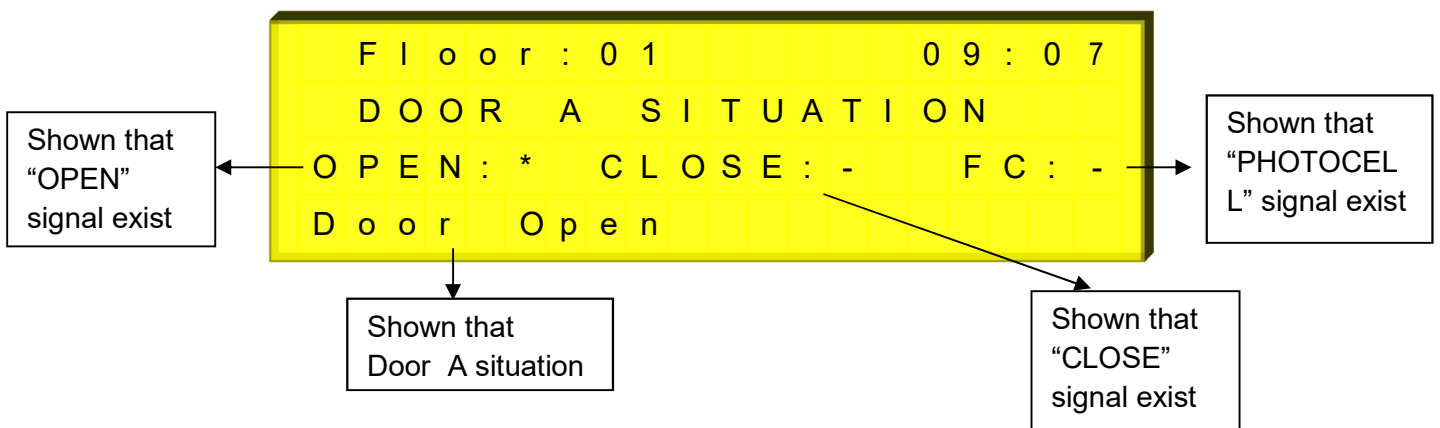 Floor:01 09:07
DOOR A SITUATION
OPEN:* CLOSE:- FC:-
Door Open
Shown that
“OPEN”
signal exist
Shown that
“PHOTOCEL
L” signal exist
Shown that
Door A situation
Shown that
“CLOSE”
signal exist